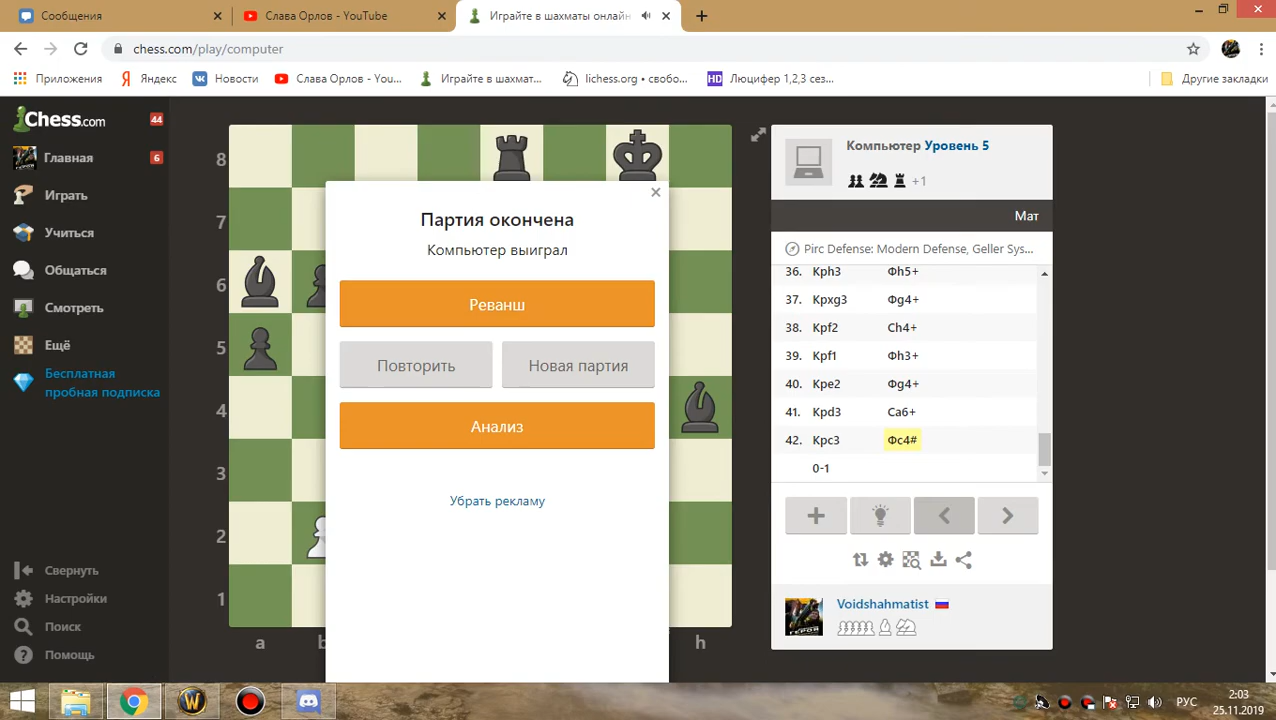 Сообщения
Слава Орлов - YouTube
Играйте в шахматы онлайн
chess.com/play/computer
Приложения
Яндекс
Новости
Слава Орлов - You...
Играйте в шахмат...
lichess.org • свобо...
HD
Люцифер 1,2,3 сез...
Другие закладки
Chess.com
44
Главная
6
Играть
Учиться
Общаться
Смотреть
Ещё
Бесплатная
пробная подписка
Свернуть
Настройки
Поиск
Помощь
8
7
6
5
4
3
2
1
a
b
h
Партия окончена
Компьютер выиграл
Реванш
Повторить
Новая партия
Анализ
Убрать рекламу
Компьютер Уровень 5
+1
Мат
Pirc Defense: Modern Defense, Geller Sys...
36. Крh3 Фh5+
37. Крxg3 Фg4+
38. Крf2 Сh4+
39. Крf1 Фh3+
40. Крe2 Фg4+
41. Крd3 Сa6+
42. Крc3 Фc4#
0-1
Voidshahmatist
РУС
2:03
25.11.2019